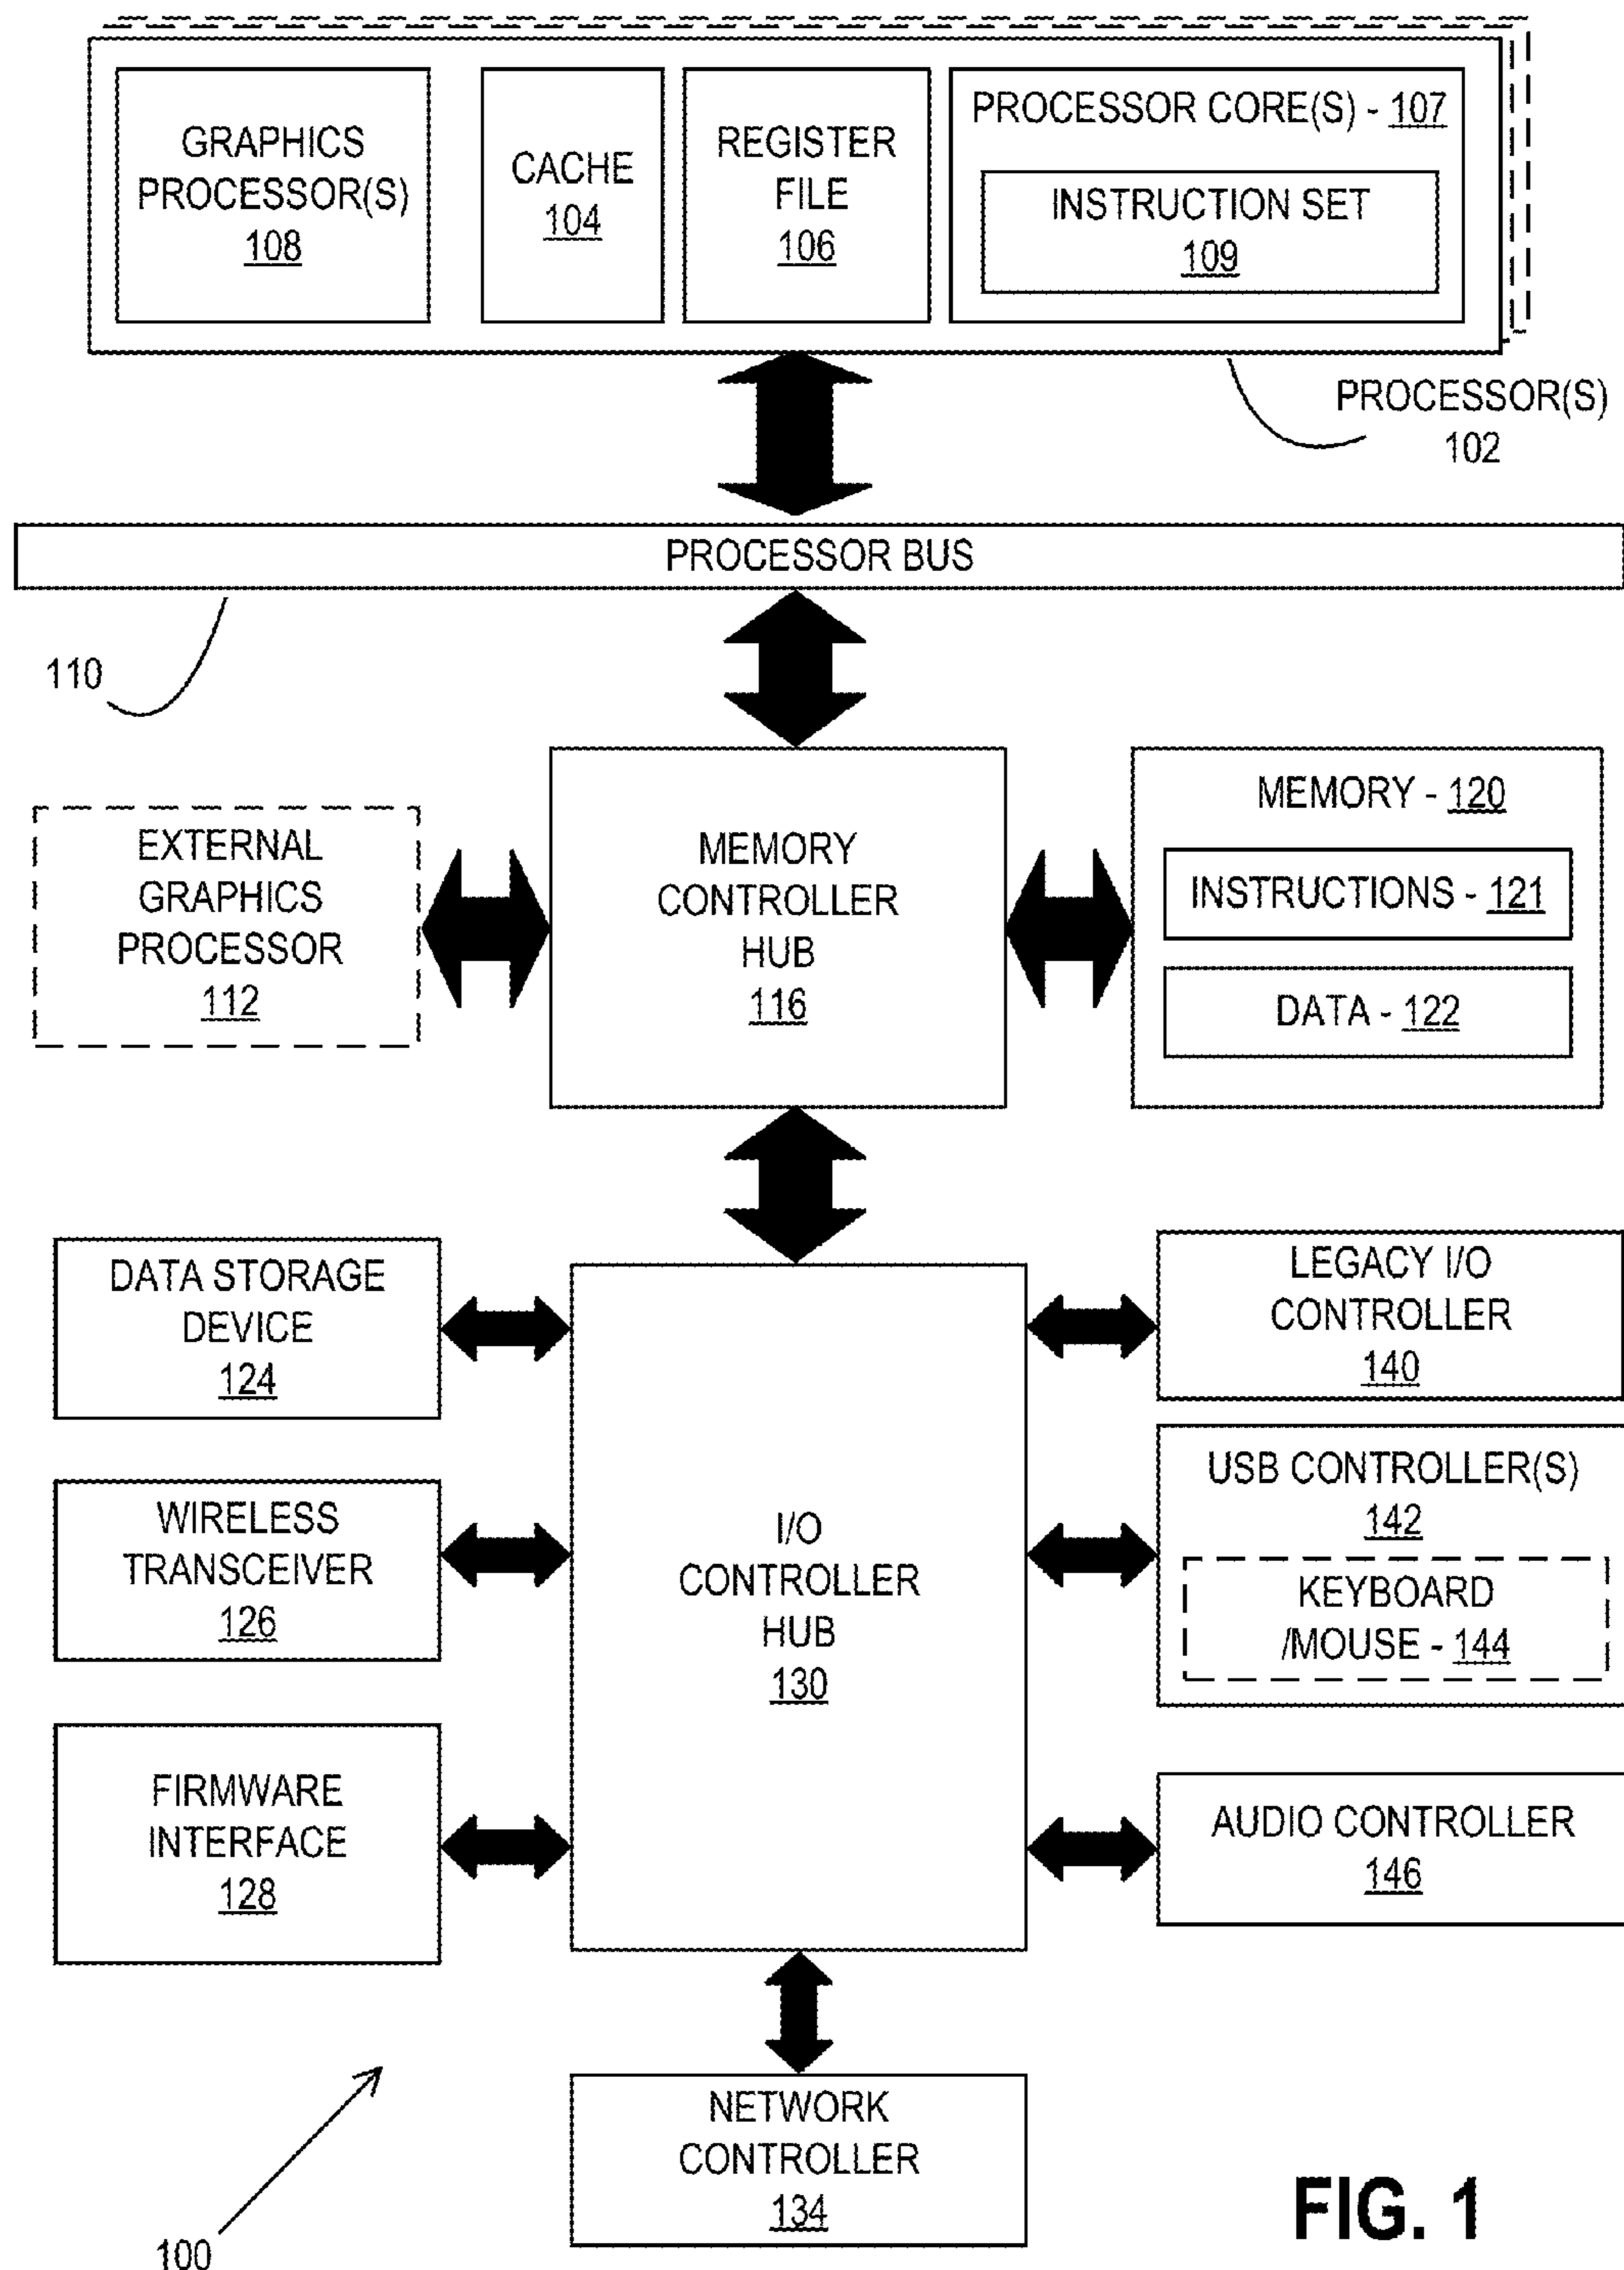 GRAPHICS
PROCESSOR(S)
108
CACHE
104
REGISTER
FILE
106
PROCESSOR CORE(S) - 107
INSTRUCTION SET
109
PROCESSOR(S)
102
PROCESSOR BUS
110
EXTERNAL
GRAPHICS
PROCESSOR
112
MEMORY
CONTROLLER
HUB
116
MEMORY - 120
INSTRUCTIONS - 121
DATA - 122
DATA STORAGE
DEVICE
124
WIRELESS
TRANSCEIVER
126
FIRMWARE
INTERFACE
128
I/O
CONTROLLER
HUB
130
LEGACY I/O
CONTROLLER
140
USB CONTROLLER(S)
142
KEYBOARD
/MOUSE - 144
AUDIO CONTROLLER
146
NETWORK
CONTROLLER
134
100
FIG. 1